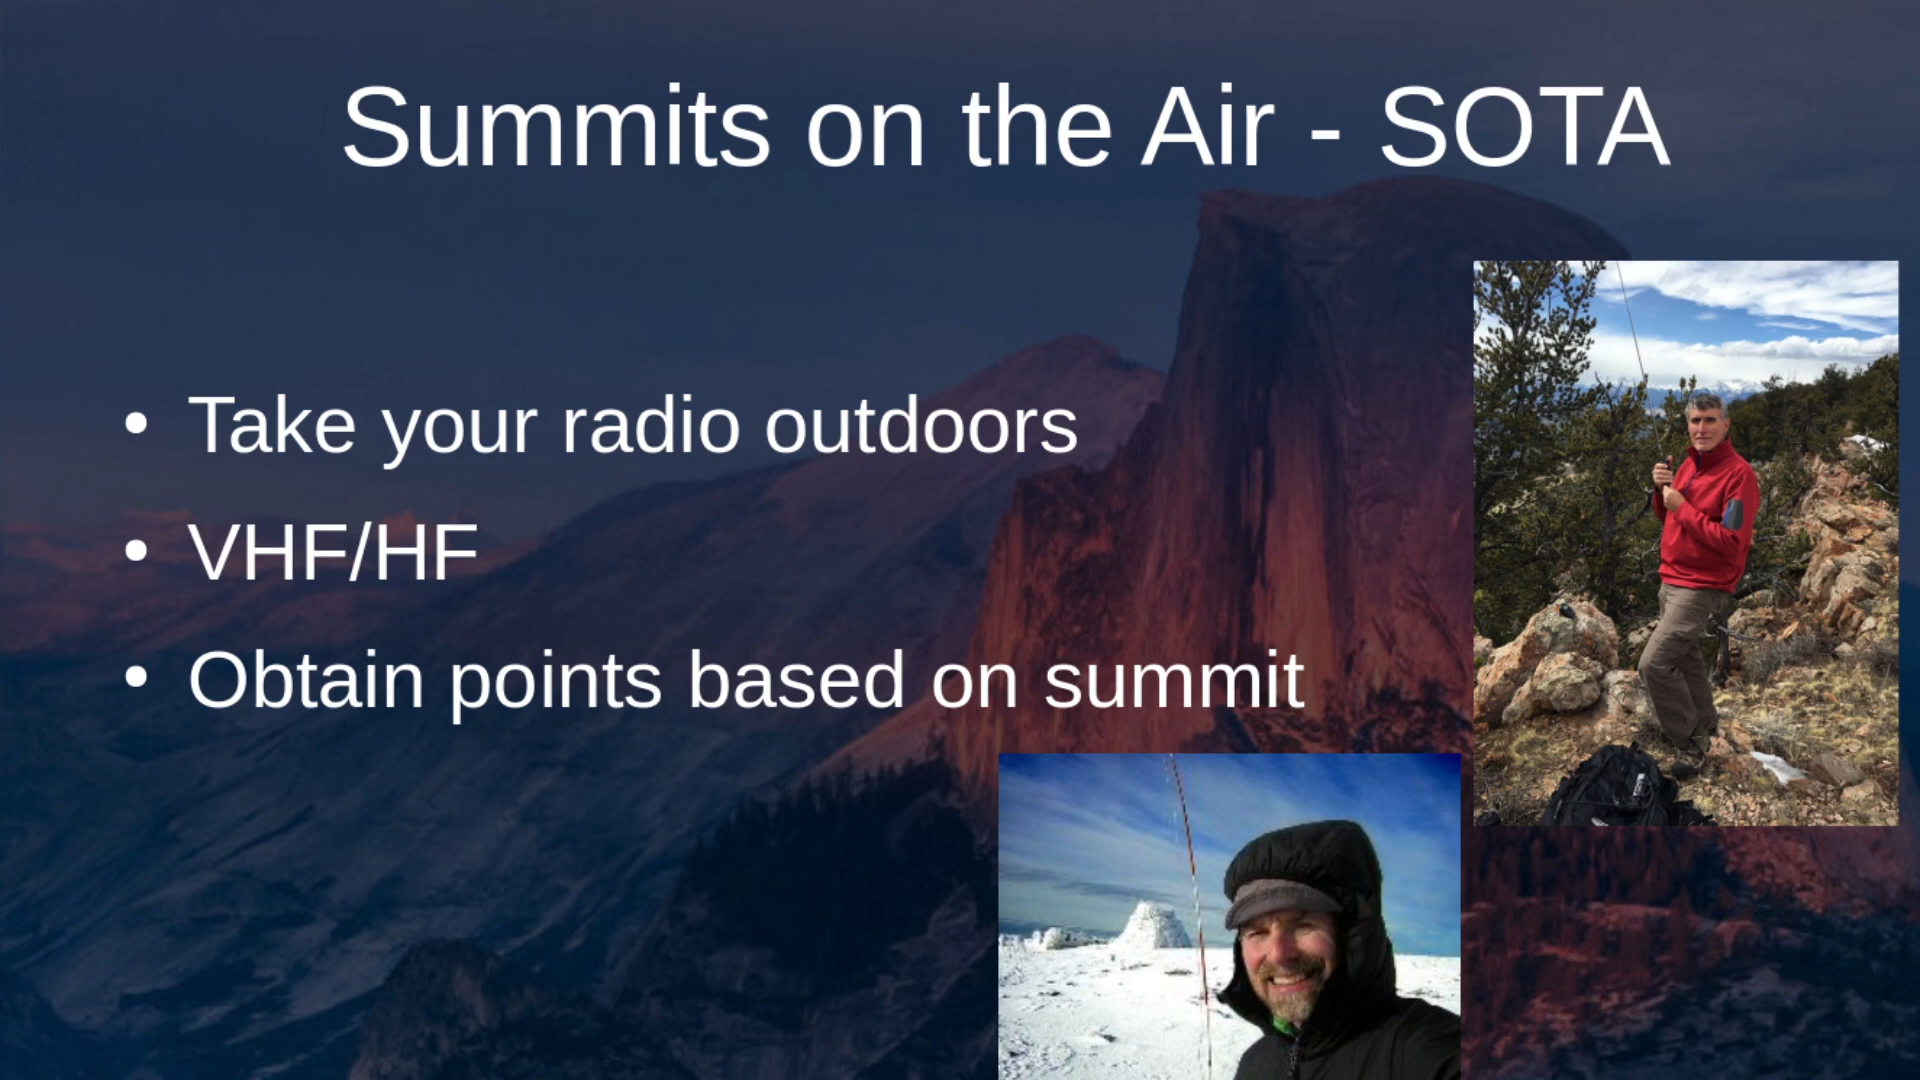 Summits on the Air - SOTA
• Take your radio outdoors
• VHF/HF
• Obtain points based on summit